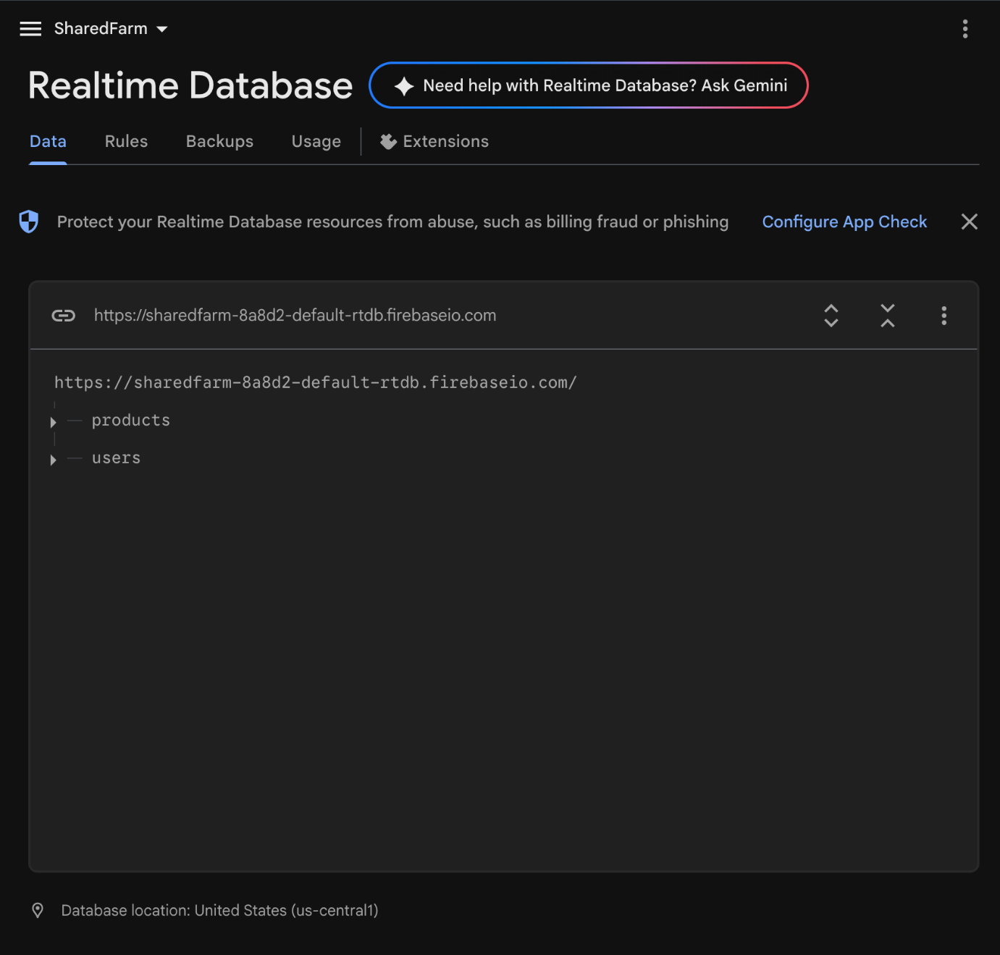 SharedFarm
Realtime Database
Need help with Realtime Database? Ask Gemini
Data Rules Backups Usage Extensions
Protect your Realtime Database resources from abuse, such as billing fraud or phishing Configure App Check
https://sharedfarm-8a8d2-default-rtdb.firebaseio.com
https://sharedfarm-8a8d2-default-rtdb.firebaseio.com/
products
users
Database location: United States (us-central1)